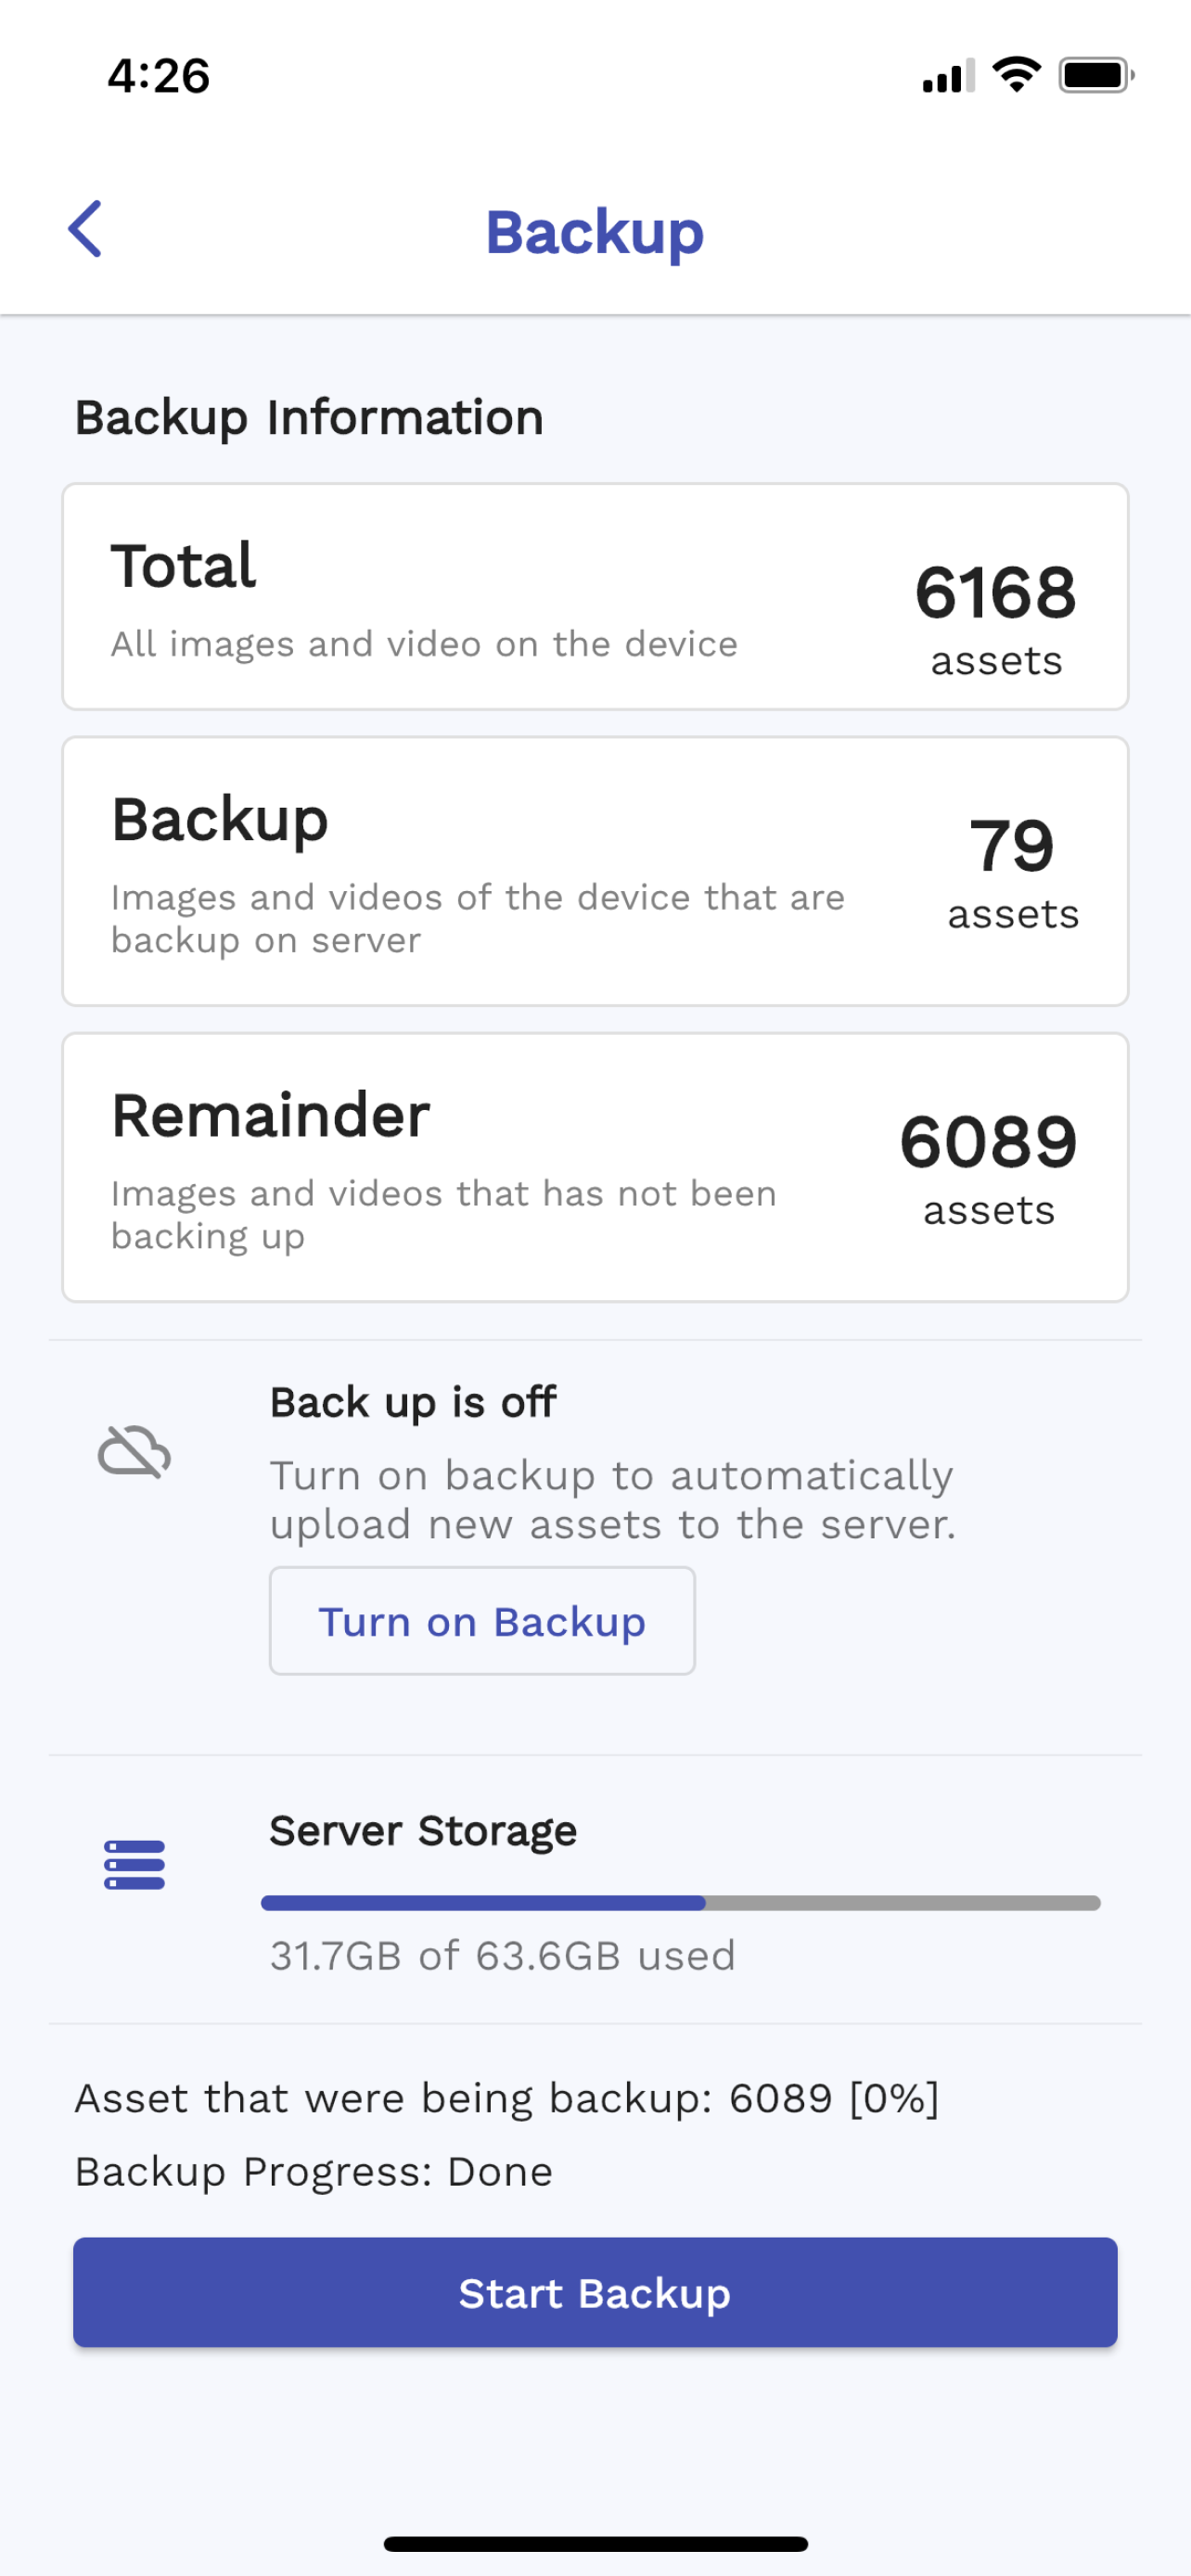 4:26
Backup
Backup Information
Total
All images and video on the device
6168
assets
Backup
Images and videos of the device that are
backup on server
79
assets
Remainder
Images and videos that has not been
backing up
6089
assets
Back up is off
Turn on backup to automatically
upload new assets to the server.
Turn on Backup
Server Storage
31.7GB of 63.6GB used
Asset that were being backup: 6089 [0%]
Backup Progress: Done
Start Backup